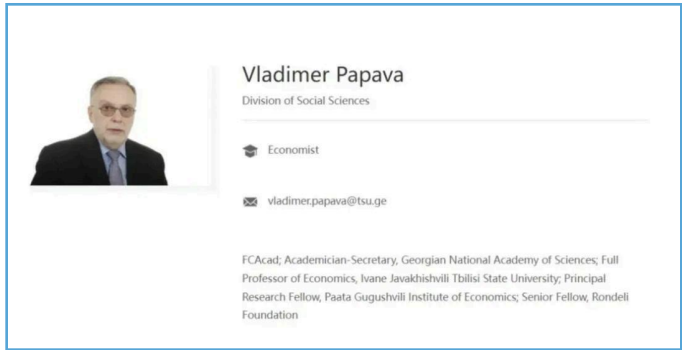 Vladimer Papava
Division of Social Sciences
Economist
vladimer.papava@tsu.ge
FCAcad; Academician-Secretary, Georgian National Academy of Sciences; Full
Professor of Economics, Ivane Javakhishvili Tbilisi State University; Principal
Research Fellow, Paata Gugushvili Institute of Economics; Senior Fellow, Rondeli
Foundation